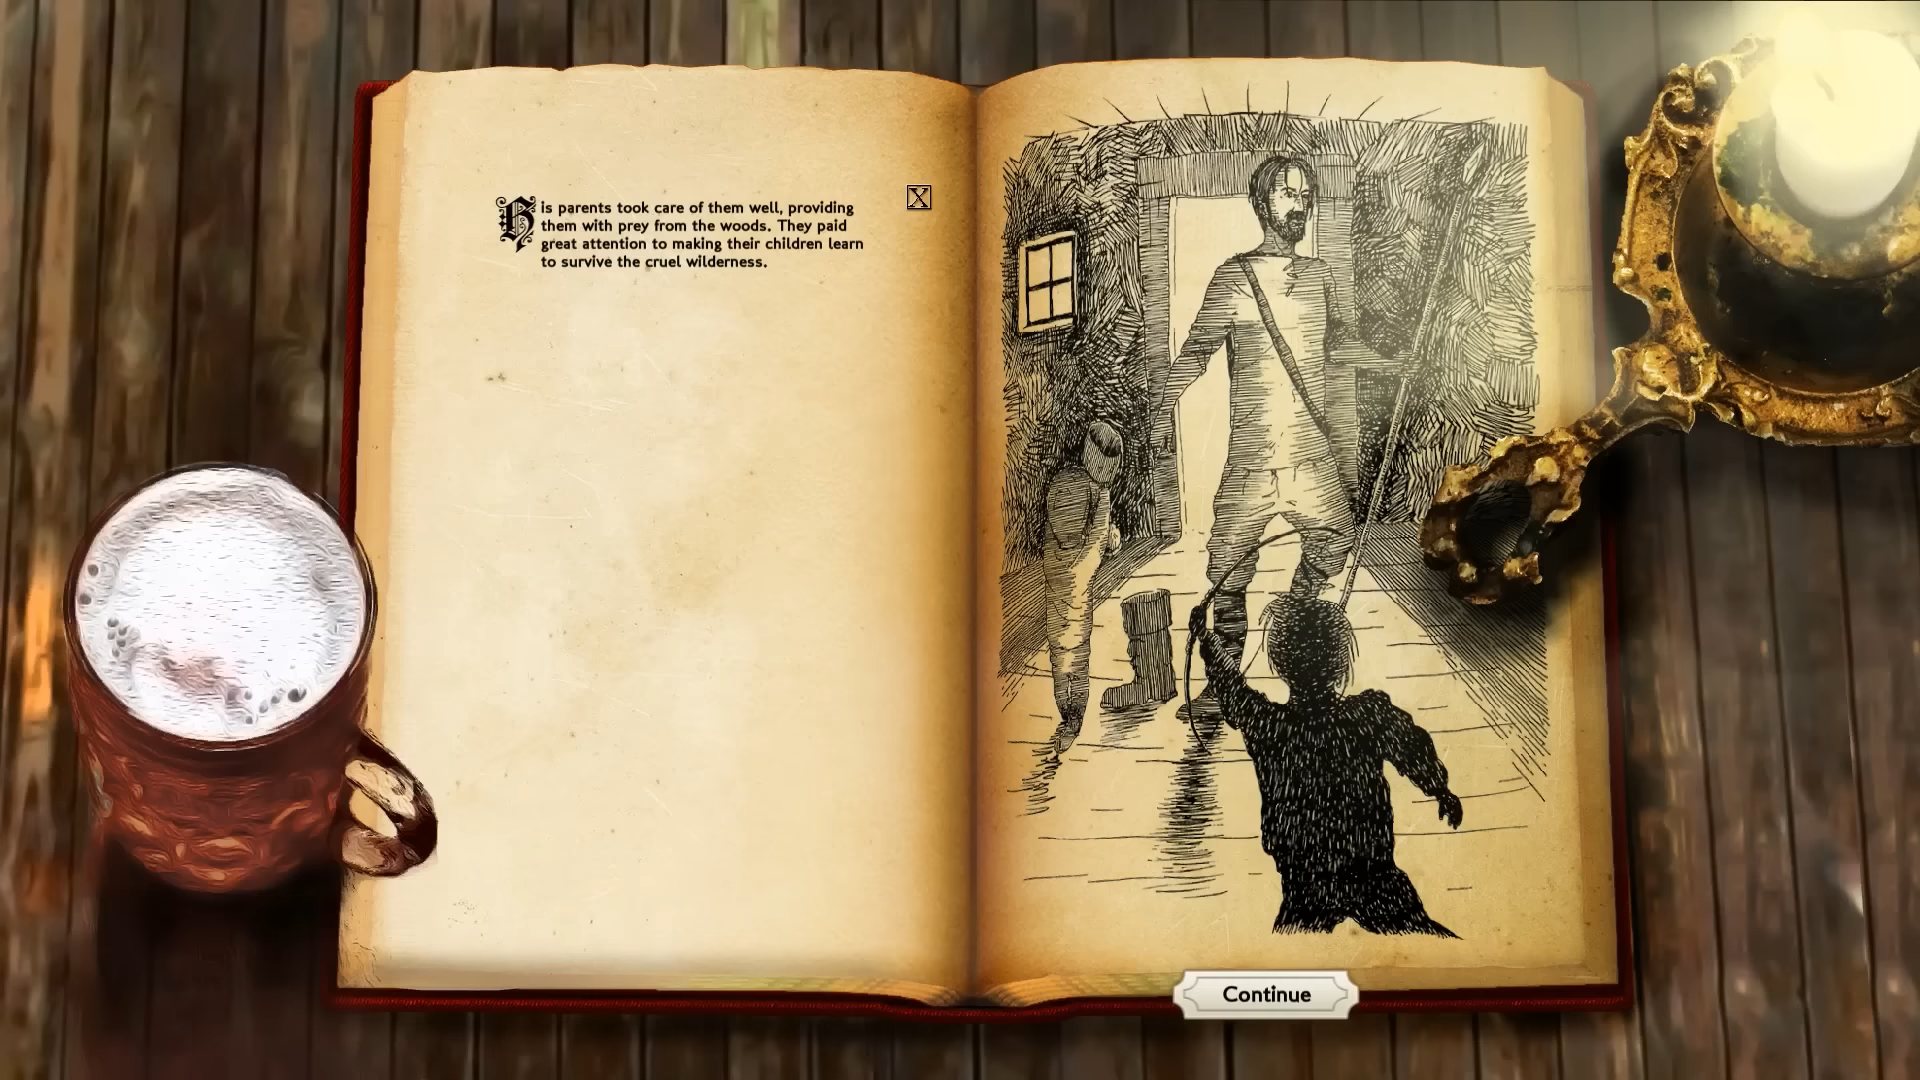 His parents took care of them well, providing
them with prey from the woods. They paid
great attention to making their children learn
to survive the cruel wilderness.
X
Continue